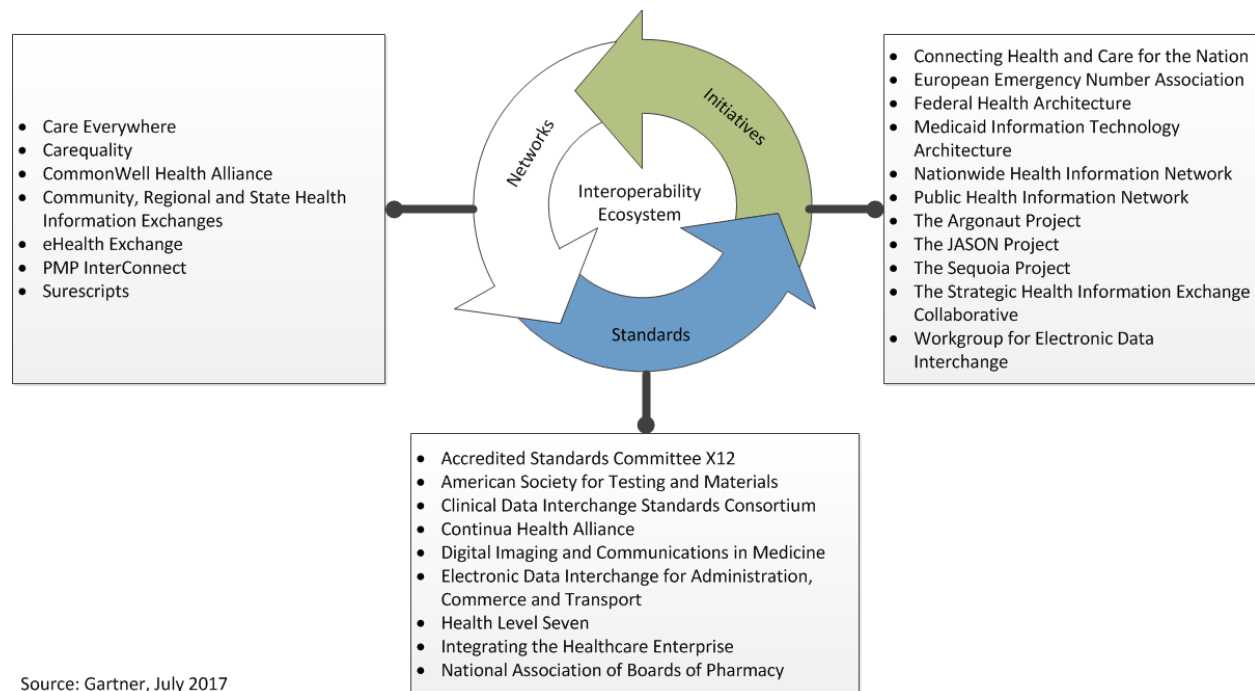 • Care Everywhere
• Carequality
• CommonWell Health Alliance
• Community, Regional and State Health
Information Exchanges
• eHealth Exchange
• PMP InterConnect
• Surescripts
Networks
Initiatives
Interoperability
Ecosystem
Standards
• Connecting Health and Care for the Nation
• European Emergency Number Association
• Federal Health Architecture
• Medicaid Information Technology
Architecture
• Nationwide Health Information Network
• Public Health Information Network
• The Argonaut Project
• The JASON Project
• The Sequoia Project
• The Strategic Health Information Exchange
Collaborative
• Workgroup for Electronic Data
Interchange
• Accredited Standards Committee X12
• American Society for Testing and Materials
• Clinical Data Interchange Standards Consortium
• Continua Health Alliance
• Digital Imaging and Communications in Medicine
• Electronic Data Interchange for Administration,
Commerce and Transport
• Health Level Seven
• Integrating the Healthcare Enterprise
• National Association of Boards of Pharmacy
Source: Gartner, July 2017